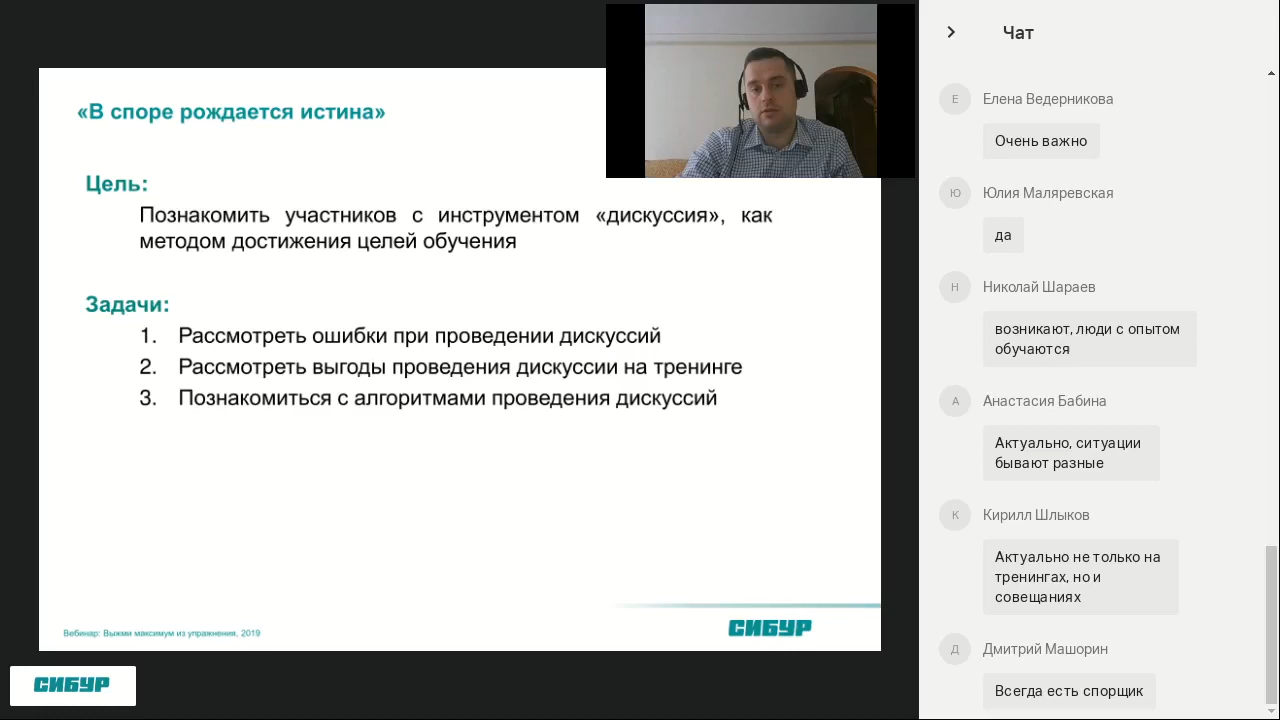 «В споре рождается истина»
Цель:
Познакомить участников с инструментом «дискуссия», как
методом достижения целей обучения
Задачи:
1. Рассмотреть ошибки при проведении дискуссий
2. Рассмотреть выгоды проведения дискуссии на тренинге
3. Познакомиться с алгоритмами проведения дискуссий
Вебинар: Выжми максимум из упражнения, 2019
СИБУР
СИБУР
Чат
Е
Елена Ведерникова
Очень важно
Ю
Юлия Маляревская
да
Н
Николай Шараев
возникают, люди с опытом
обучаются
А
Анастасия Бабина
Актуально, ситуации
бывают разные
К
Кирилл Шлыков
Актуально не только на
тренингах, но и
совещаниях
Д
Дмитрий Машорин
Всегда есть спорщик